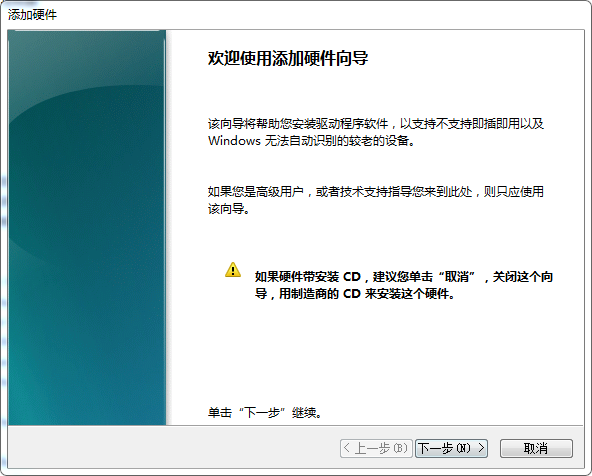 添加硬件
欢迎使用添加硬件向导
该向导将帮助您安装驱动程序软件，以支持不支持即插即用以及
Windows 无法自动识别的较老的设备。
如果您是高级用户，或者技术支持指导您来到此处，则只应使用
该向导。
如果硬件带安装 CD，建议您单击“取消”，关闭这个向
导，用制造商的 CD 来安装这个硬件。
单击“下一步”继续。
< 上一步(B) 下一步(N) > 取消